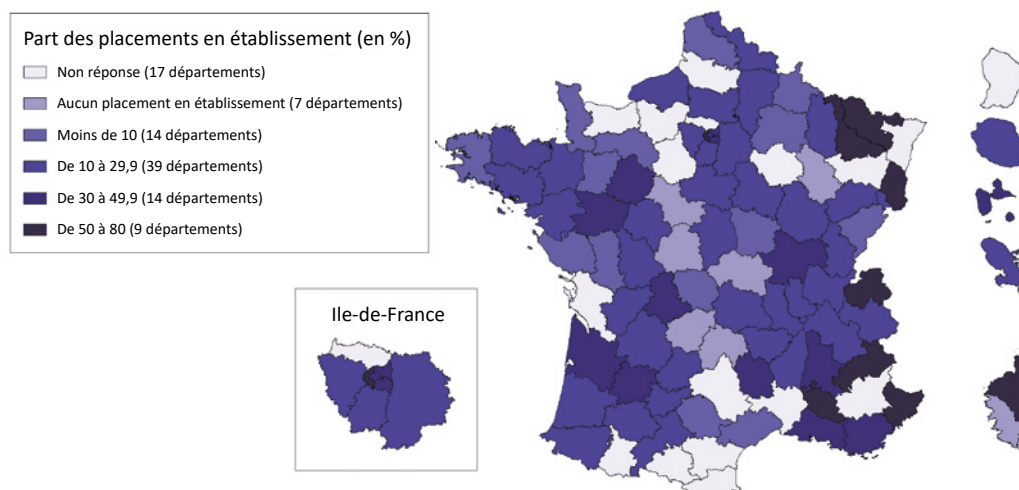 Part des placements en établissement (en %)
Non réponse (17 départements)
Aucun placement en établissement (7 départements)
Moins de 10 (14 départements)
De 10 à 29,9 (39 départements)
De 30 à 49,9 (14 départements)
De 50 à 80 (9 départements)
Ile-de-France